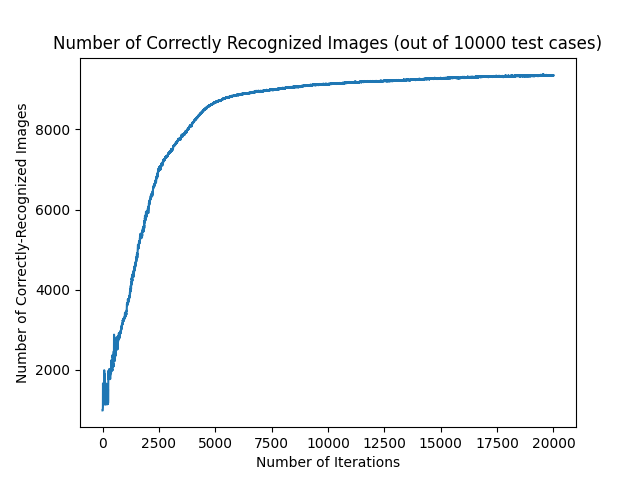 Number of Correctly Recognized Images (out of 10000 test cases)
Number of Correctly-Recognized Images
8000
6000
4000
2000
0 2500 5000 7500 10000 12500 15000 17500 20000
Number of Iterations